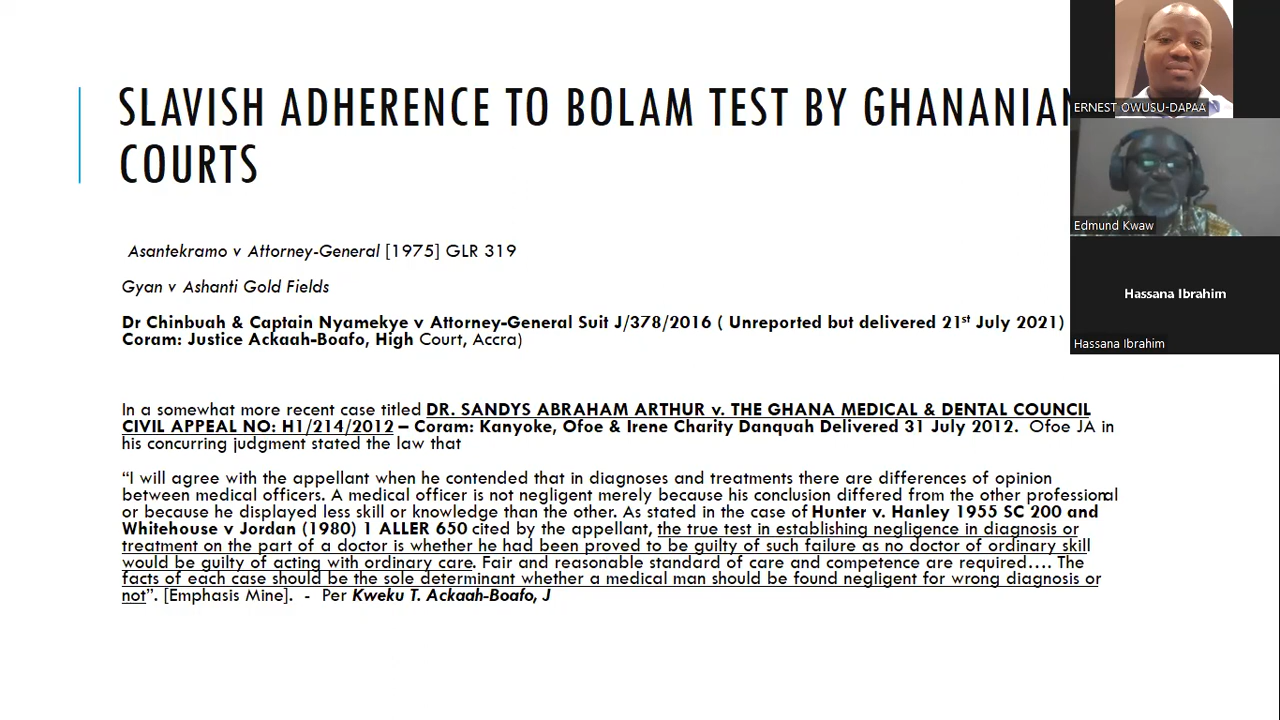 SLAVISH ADHERENCE TO BOLAM TEST BY GHANANIAN
COURTS
Asantekramo v Attorney-General [1975] GLR 319
Gyan v Ashanti Gold Fields
Dr Chinbuah & Captain Nyamekye v Attorney-General Suit J/378/2016 ( Unreported but delivered 21st July 2021)
Coram: Justice Ackaah-Boafo, High Court, Accra)
In a somewhat more recent case titled DR. SANDYS ABRAHAM ARTHUR v. THE GHANA MEDICAL & DENTAL COUNCIL
CIVIL APPEAL NO: H1/214/2012 – Coram: Kanyoke, Ofoe & Irene Charity Danquah Delivered 31 July 2012. Ofoe JA in
his concurring judgment stated the law that
“I will agree with the appellant when he contended that in diagnoses and treatments there are differences of opinion
between medical officers. A medical officer is not negligent merely because his conclusion differed from the other professional
or because he displayed less skill or knowledge than the other. As stated in the case of Hunter v. Hanley 1955 SC 200 and
Whitehouse v Jordan (1980) 1 ALLER 650 cited by the appellant, the true test in establishing negligence in diagnosis or
treatment on the part of a doctor is whether he had been proved to be guilty of such failure as no doctor of ordinary skill
would be guilty of acting with ordinary care. Fair and reasonable standard of care and competence are required…. The
facts of each case should be the sole determinant whether a medical man should be found negligent for wrong diagnosis or
not”. [Emphasis Mine]. - Per Kweku T. Ackaah-Boafo, J
ERNEST OWUSU-DAPAA
Edmund Kwaw
Hassana Ibrahim
Hassana Ibrahim